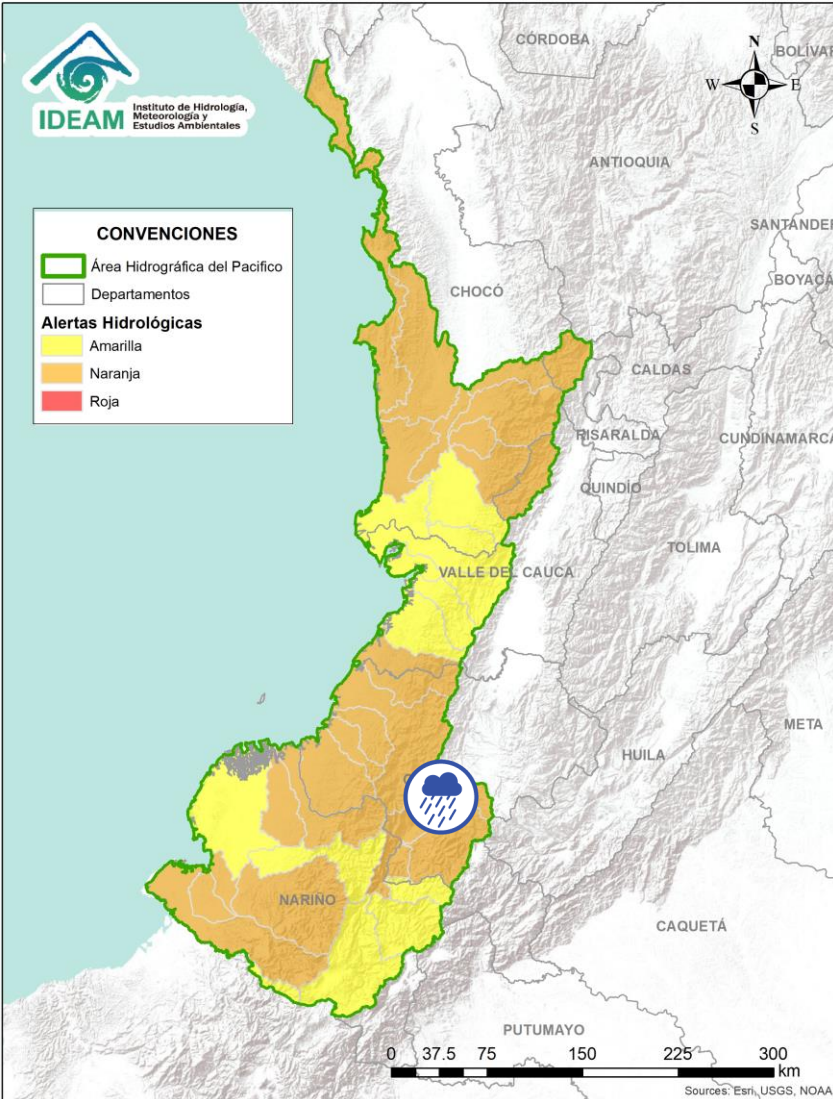 IDEAM
Instituto de Hidrología,
Meteorología y
Estudios Ambientales
CÓRDOBA
BOLÍVAR
N
W
E
S
ANTIOQUIA
SANTANDER
BOYACÁ
CONVENCIONES
Área Hidrográfica del Pacifico
Departamentos
Alertas Hidrológicas
Amarilla
Naranja
Roja
CHOCÓ
CALDAS
RISARALDA
CUNDINAMARCA
QUINDÍO
TOLIMA
VALLE DEL CAUCA
META
HUILA
NARIÑO
CAQUETÁ
PUTUMAYO
0 37.5 75 150 225 300
km
Sources: Esri, USGS, NOAA